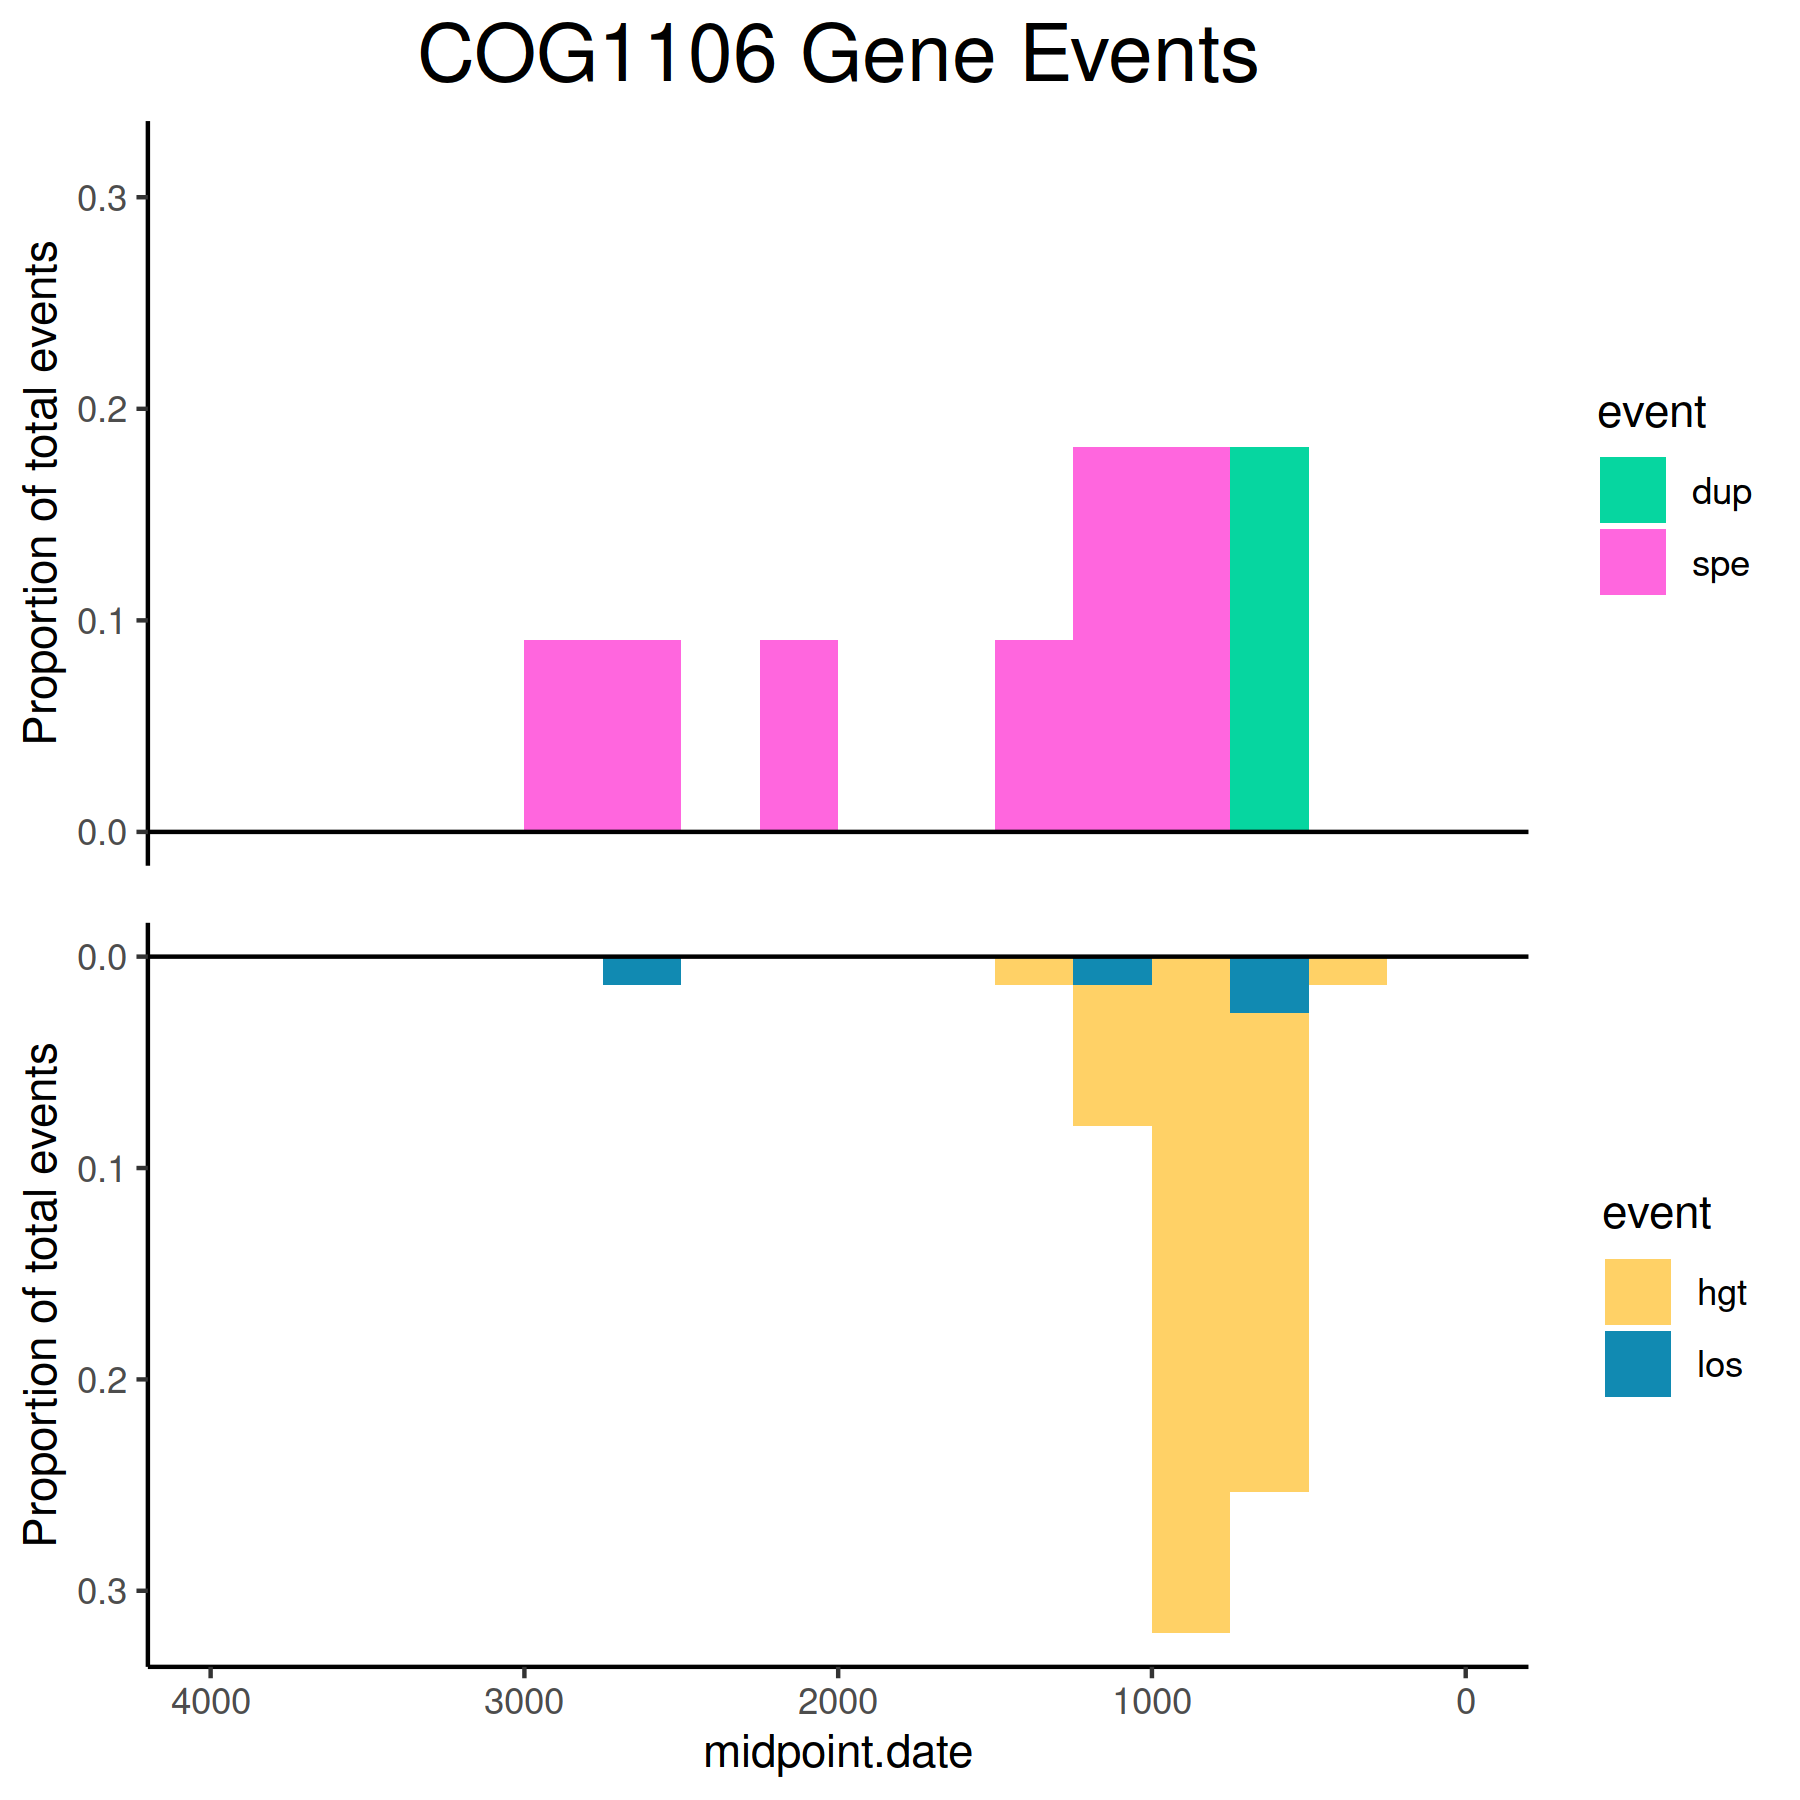 COG1106 Gene Events
Proportion of total events
0.3
0.2
0.1
0.0
event
dup
spe
Proportion of total events
0.0
0.1
0.2
0.3
event
hgt
los
4000 3000 2000 1000 0
midpoint.date